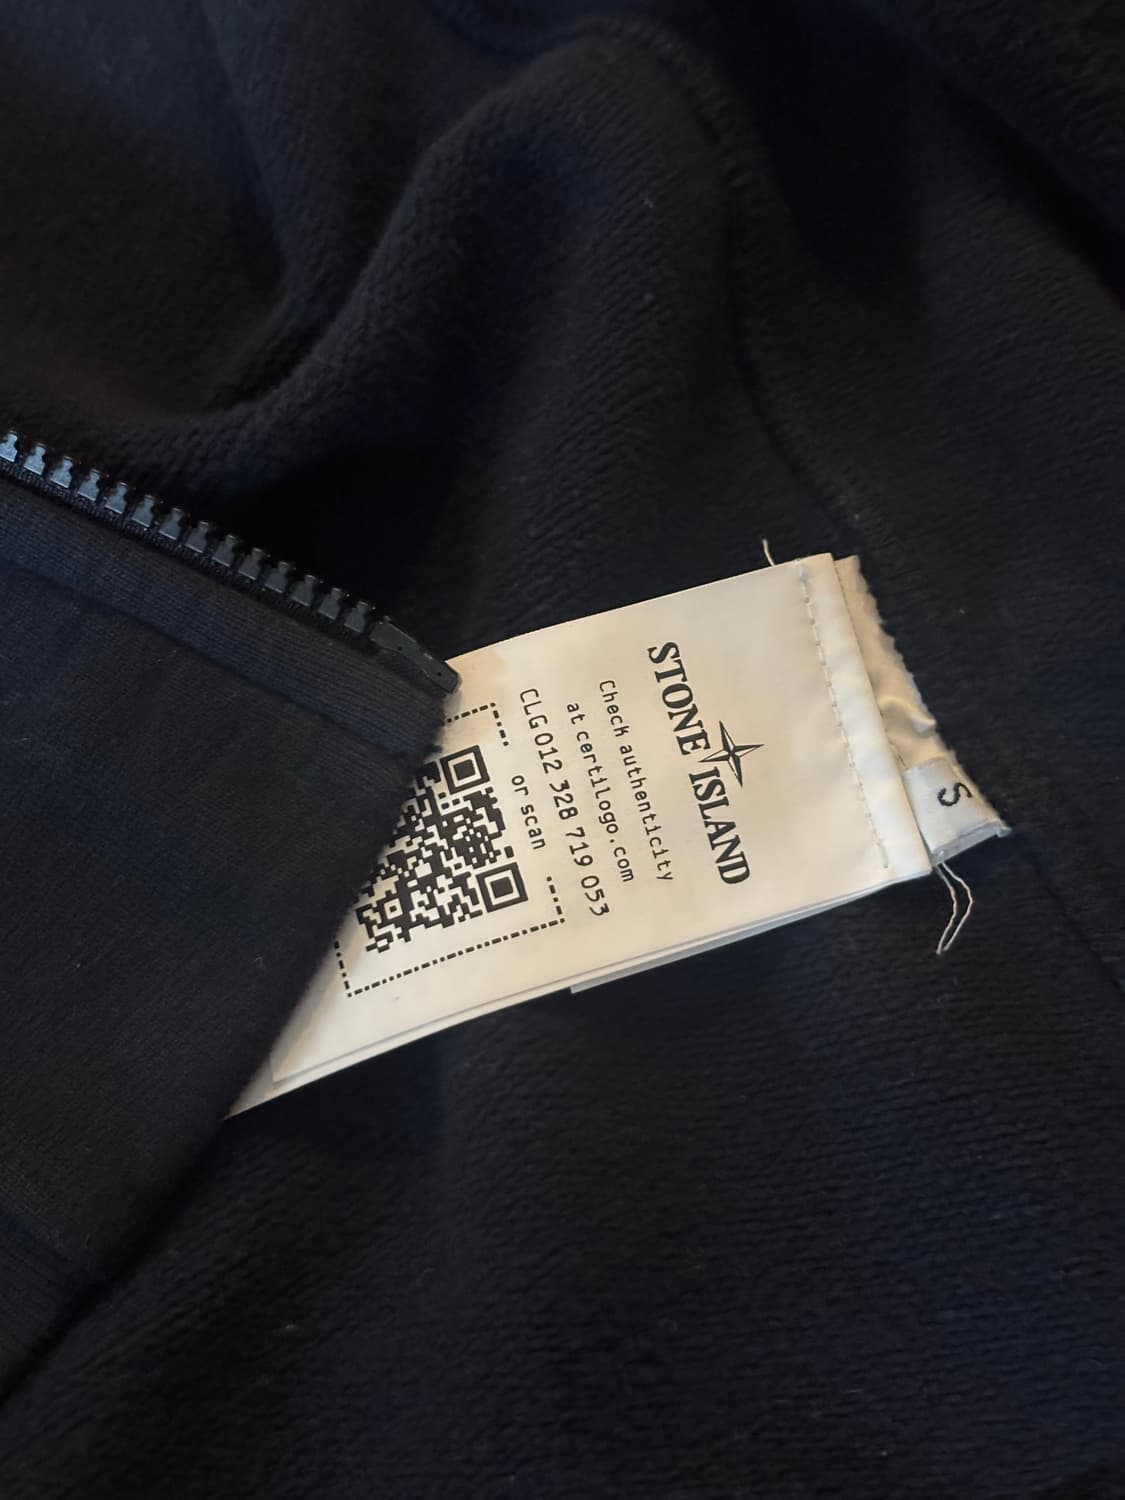 STONE ISLAND
Check authenticity
at certilogo.com
CLG 012 328 719 053
or scan
S